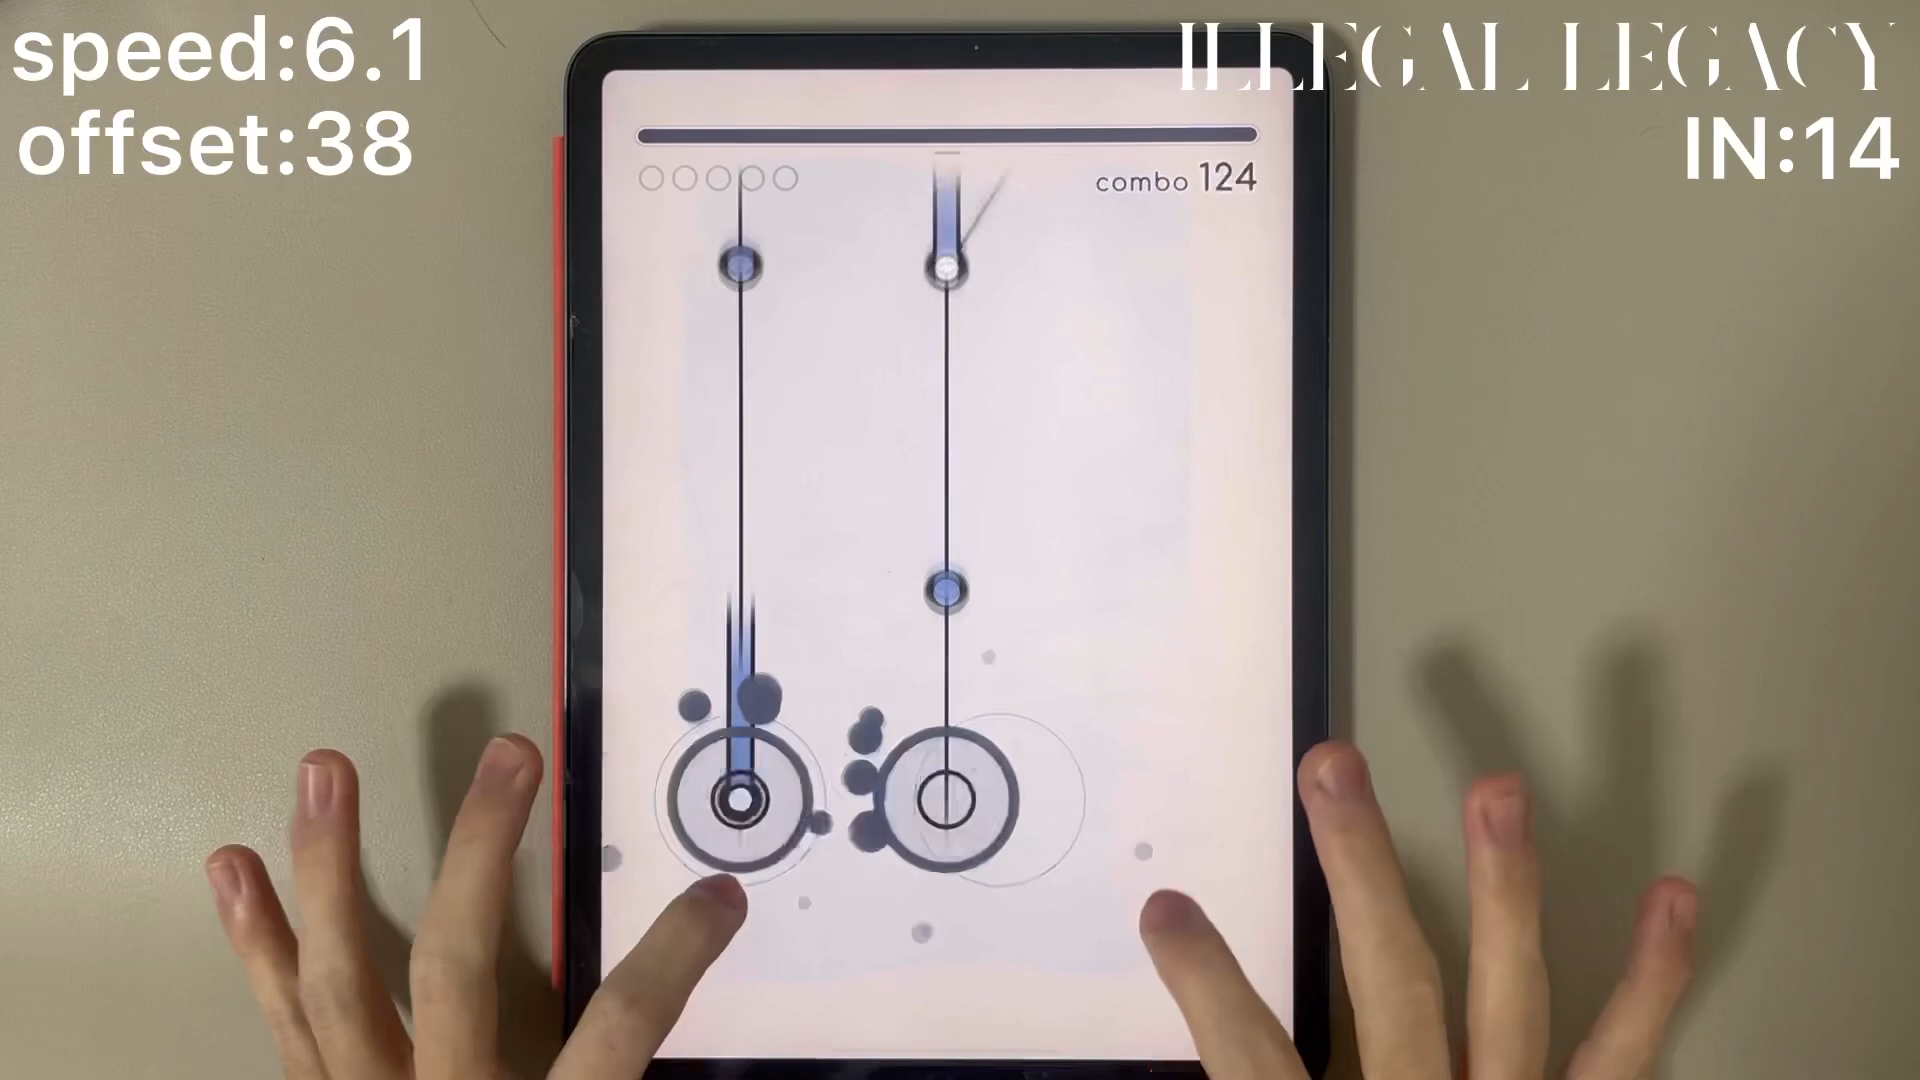 speed:6.1
offset:38
ILLEGAL LEGACY
IN:14
combo 124